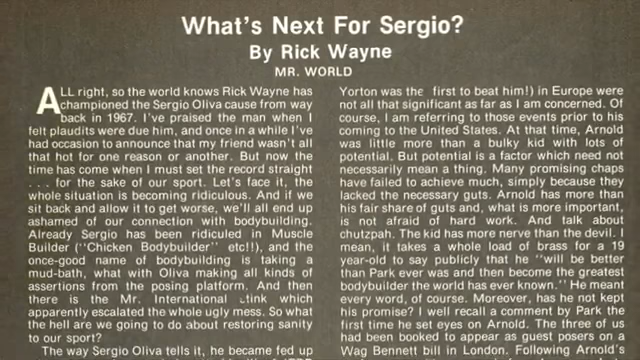 What's Next For Sergio?
By Rick Wayne
MR. WORLD
ALL right, so the world knows Rick Wayne has
championed the Sergio Oliva cause from way
back in 1967. I've praised the man when I
felt plaudits were due him, and once in a while I've
had occasion to announce that my friend wasn't all
that hot for one reason or another. But now the
time has come when I must set the record straight
. . . for the sake of our sport. Let's face it, the
whole situation is becoming ridiculous. And if we
sit back and allow it to get worse, we'll all end up
ashamed of our connection with bodybuilding.
Already Sergio has been ridiculed in Muscle
Builder ("Chicken Bodybuilder" etc!!), and the
once-good name of bodybuilding is taking a
mud-bath, what with Oliva making all kinds of
assertions from the posing platform. And then
there is the Mr. International stink which
apparently escalated the whole ugly mess. So what
the hell are we going to do about restoring sanity
to our sport?
The way Sergio Oliva tells it, he became fed up
Yorton was the first to beat him!) in Europe were
not all that significant as far as I am concerned. Of
course, I am referring to those events prior to his
coming to the United States. At that time, Arnold
was little more than a bulky kid with lots of
potential. But potential is a factor which need not
necessarily mean a thing. Many promising chaps
have failed to achieve much, simply because they
lacked the necessary guts. Arnold has more than
his fair share of guts and, what is more important,
is not afraid of hard work. And talk about
chutzpah. The kid has more nerve than the devil. I
mean, it takes a whole load of brass for a 19
year-old to say publicly that he "will be better
than Park ever was and then become the greatest
bodybuilder the world has ever known." He meant
every word, of course. Moreover, has he not kept
his promise? I well recall a comment by Park the
first time he set eyes on Arnold. The three of us
had been booked to appear as guest posers on a
Wag Bennett bill in London. Following Arnold's